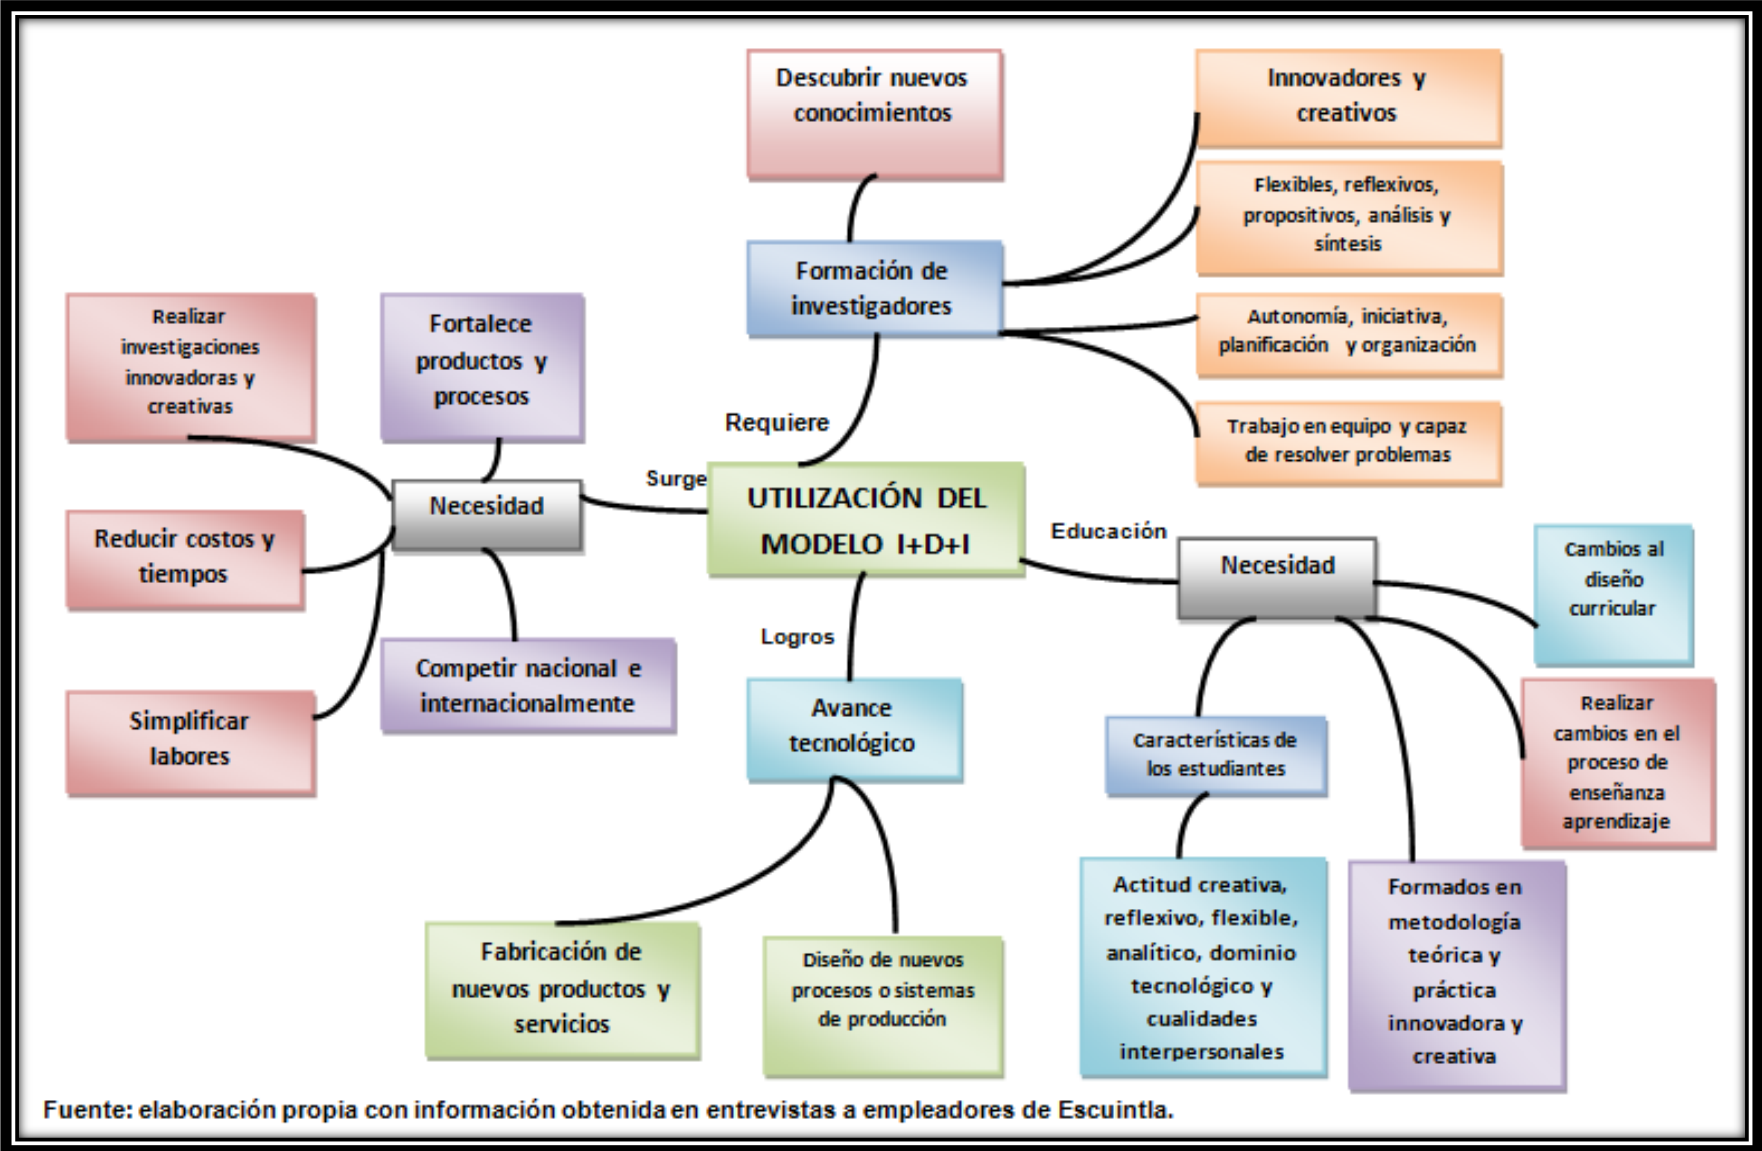 Descubrir nuevos
conocimientos
Innovadores y
creativos
Flexibles, reflexivos,
propositivos, análisis y
síntesis
Formación de
investigadores
Autonomía, iniciativa,
planificación y organización
Trabajo en equipo y capaz
de resolver problemas
Realizar
investigaciones
innovadoras y
creativas
Fortalece
productos y
procesos
Requiere
Surge
Necesidad
UTILIZACIÓN DEL
MODELO I+D+I
Educación
Necesidad
Cambios al
diseño
curricular
Reducir costos y
tiempos
Logros
Competir nacional e
internacionalmente
Simplificar
labores
Avance
tecnológico
Características de
los estudiantes
Realizar
cambios en el
proceso de
enseñanza
aprendizaje
Fabricación de
nuevos productos y
servicios
Diseño de nuevos
procesos o sistemas
de producción
Actitud creativa,
reflexivo, flexible,
analítico, dominio
tecnológico y
cualidades
interpersonales
Formados en
metodología
teórica y
práctica
innovadora y
creativa
Fuente: elaboración propia con información obtenida en entrevistas a empleadores de Escuintla.